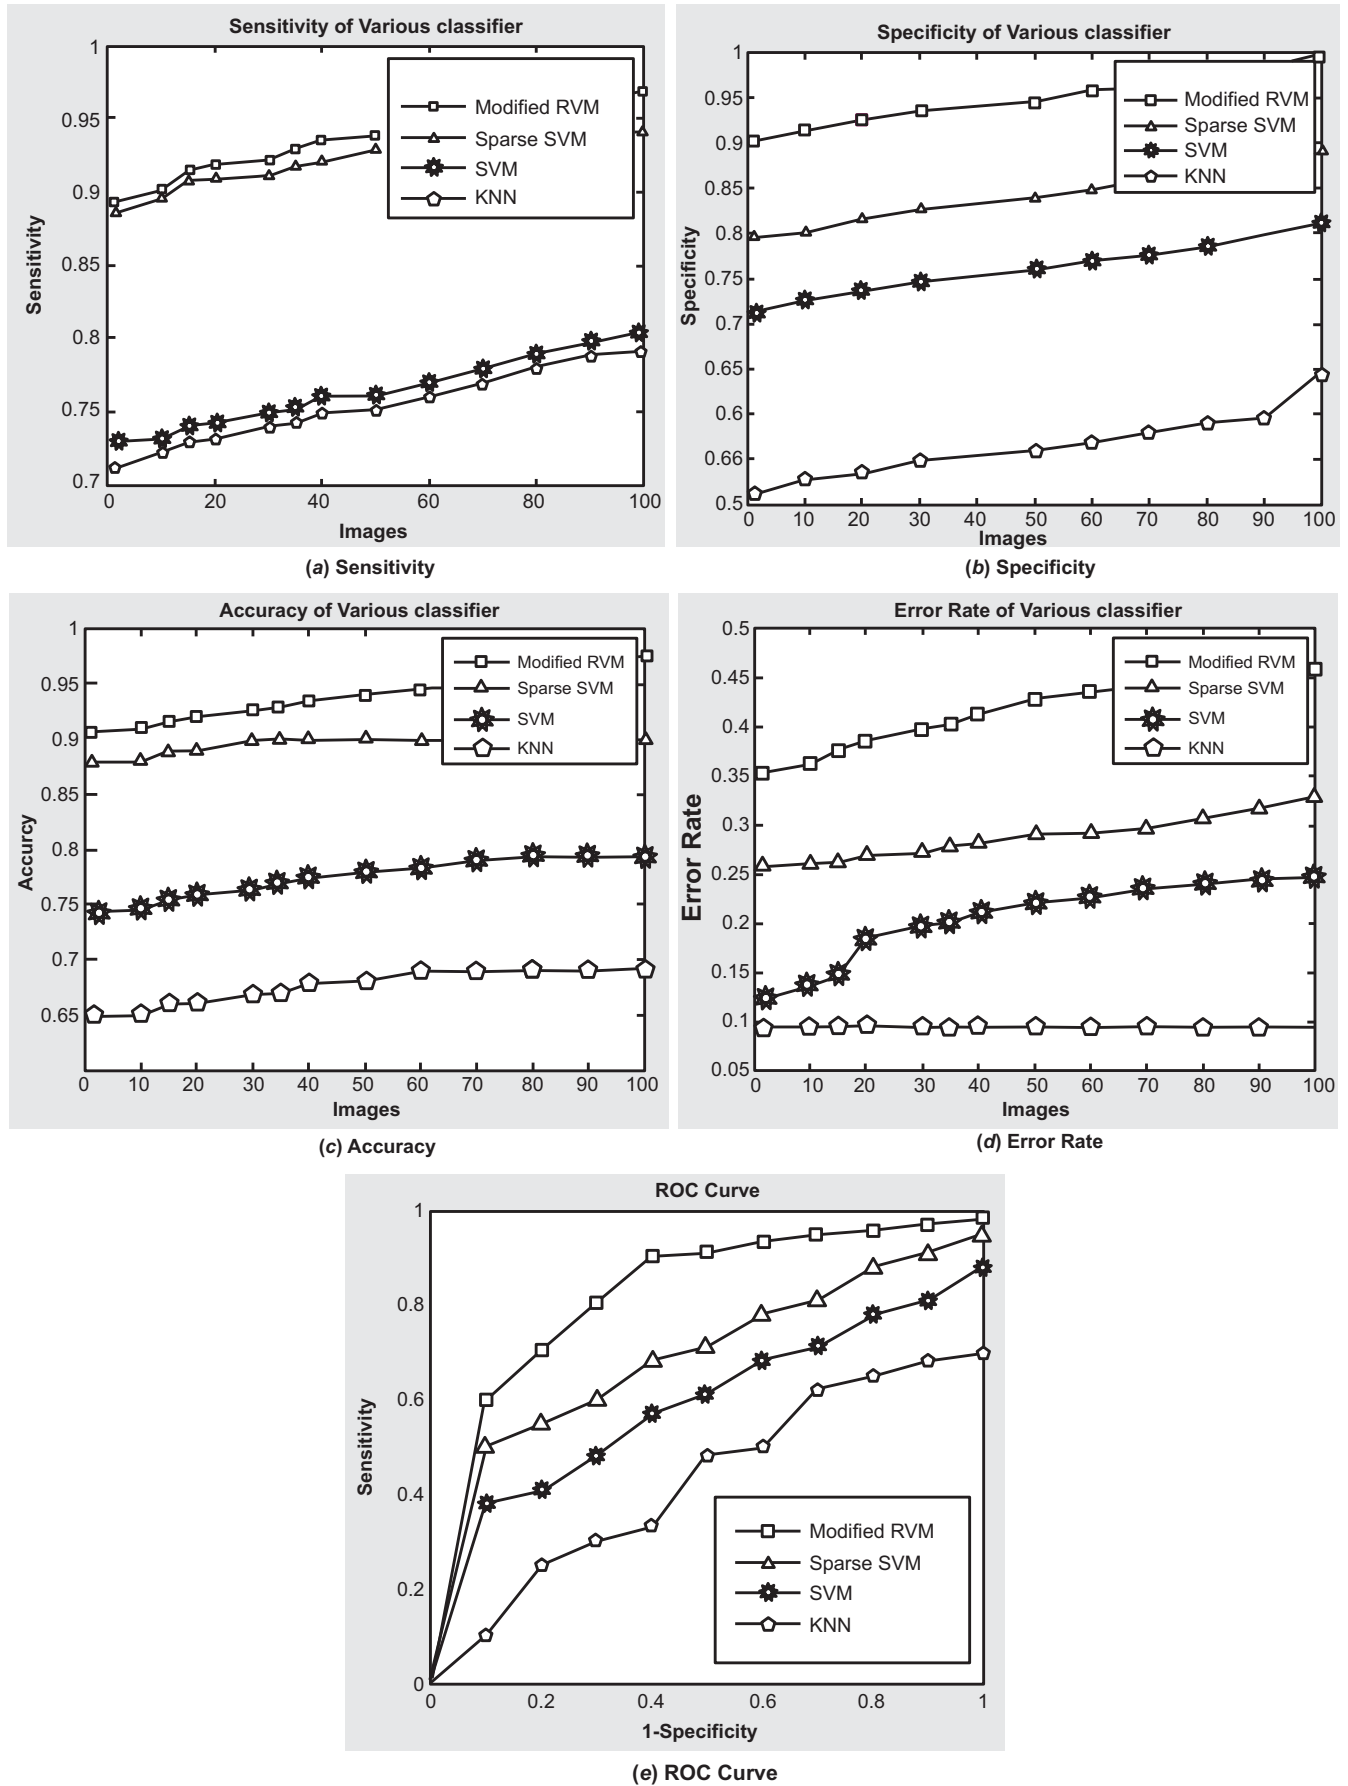 Sensitivity of Various classifier
1
0.95
0.9
0.85
0.8
0.75
0.7
Sensitivity
Modified RVM
Sparse SVM
SVM
KNN
0 20 40 60 80 100
Images
(a) Sensitivity
Specificity of Various classifier
1
0.95
0.9
0.85
0.8
0.75
0.7
0.65
0.6
0.66
0.5
Specificity
Modified RVM
Sparse SVM
SVM
KNN
0 10 20 30 40 50 60 70 80 90 100
Images
(b) Specificity
Accuracy of Various classifier
1
0.95
0.9
0.85
0.8
0.75
0.7
0.65
Accurcy
Modified RVM
Sparse SVM
SVM
KNN
0 10 20 30 40 50 60 70 80 90 100
Images
(c) Accuracy
Error Rate of Various classifier
0.5
0.45
0.4
0.35
0.3
0.25
0.2
0.15
0.1
0.05
Error Rate
Modified RVM
Sparse SVM
SVM
KNN
0 10 20 30 40 50 60 70 80 90 100
Images
(d) Error Rate
ROC Curve
1
0.8
0.6
0.4
0.2
0
Sensitivity
Modified RVM
Sparse SVM
SVM
KNN
0 0.2 0.4 0.6 0.8 1
1-Specificity
(e) ROC Curve